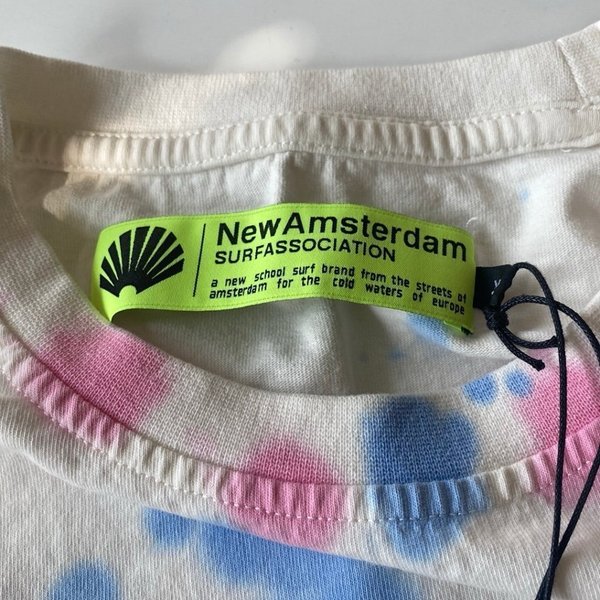 NewAmsterdam
SURFASSOCIATION
a new school surf brand from the streets of
amsterdam for the cold waters of europe